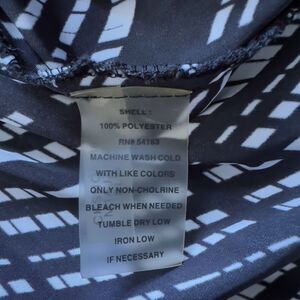 SHELL:
100% POLYESTER
RN# 54163
MACHINE WASH COLD
WITH LIKE COLORS
ONLY NON-CHOLRINE
BLEACH WHEN NEEDED
TUMBLE DRY LOW
IRON LOW
IF NECESSARY